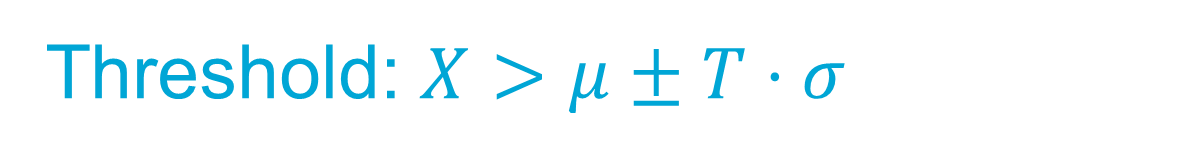 Threshold: X > μ ± T · σ